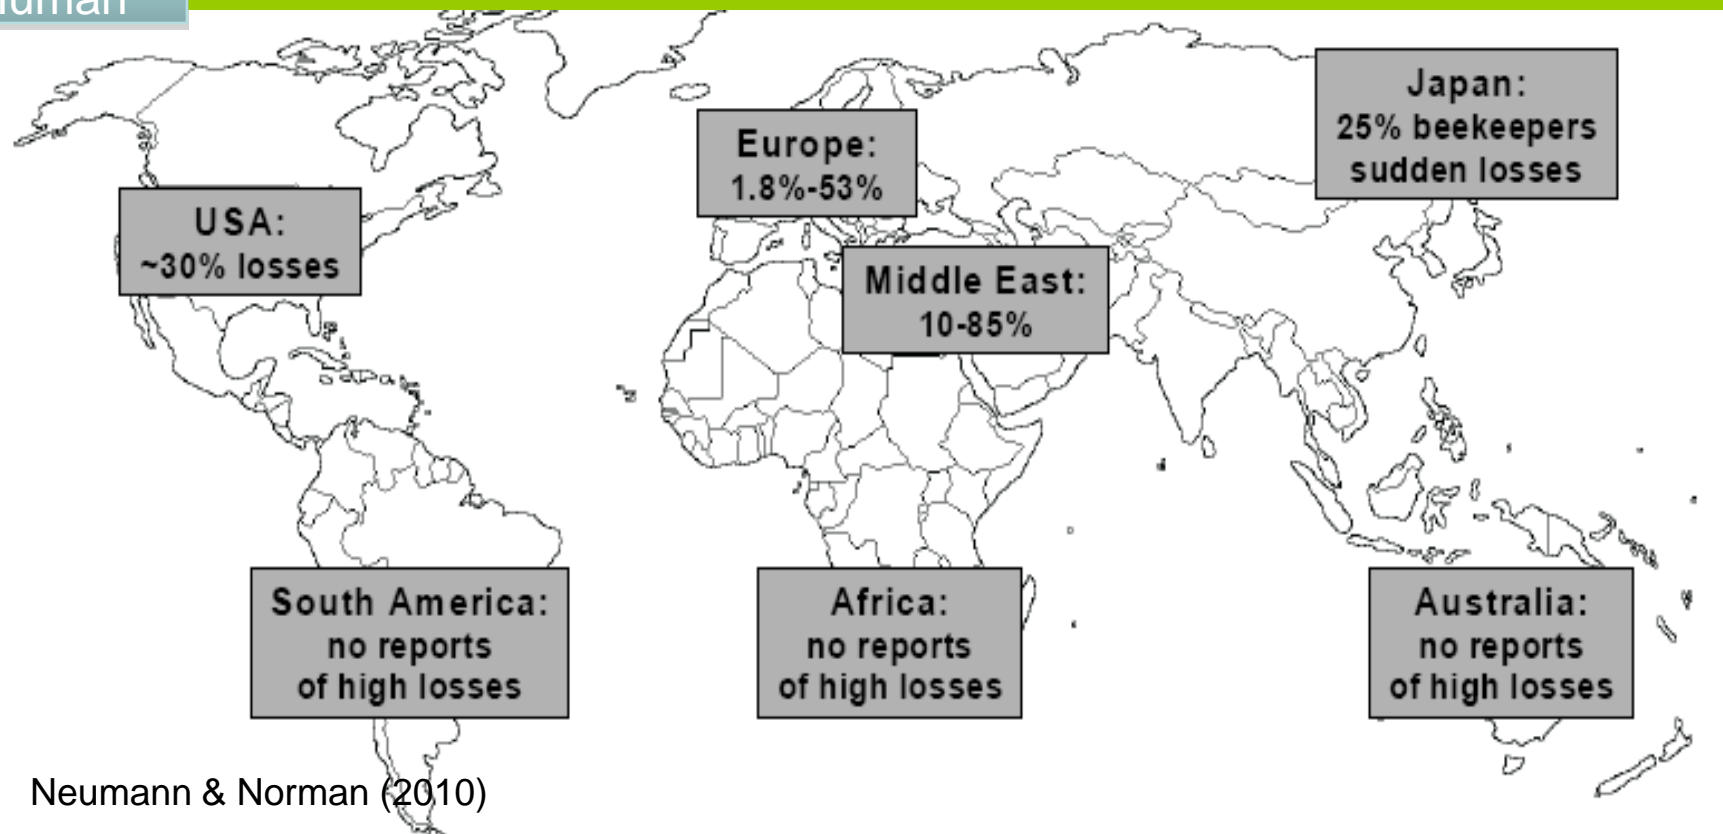 Japan:
25% beekeepers
sudden losses
Europe:
1.8%-53%
USA:
~30% losses
Middle East:
10-85%
South America:
no reports
of high losses
Africa:
no reports
of high losses
Australia:
no reports
of high losses
Neumann & Norman (2010)